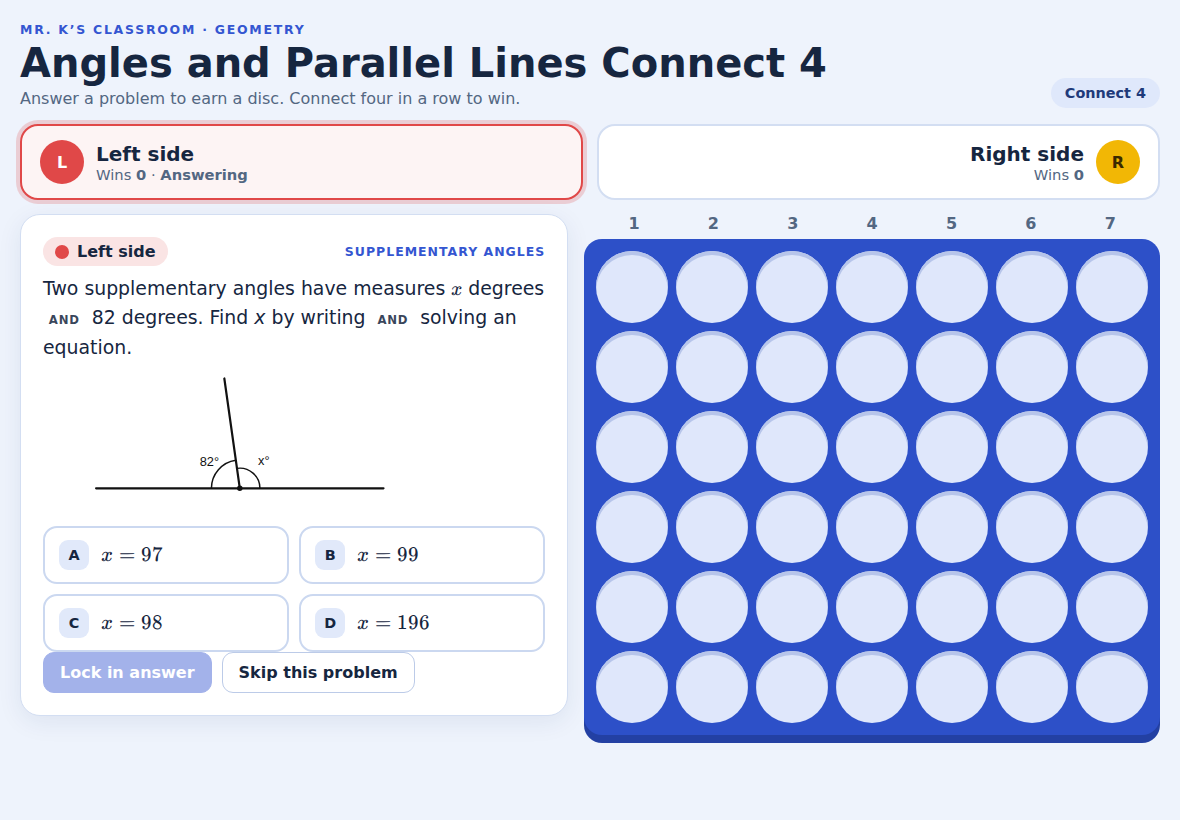 MR. K’S CLASSROOM · GEOMETRY
Angles and Parallel Lines Connect 4
Answer a problem to earn a disc. Connect four in a row to win.
Connect 4
L
Left side
Wins 0 · Answering
Right side
Wins 0
R
Left side
SUPPLEMENTARY ANGLES
Two supplementary angles have measures x degrees
AND 82 degrees. Find x by writing AND solving an
equation.
82°
x°
A x = 97
B x = 99
C x = 98
D x = 196
Lock in answer
Skip this problem
1 2 3 4 5 6 7